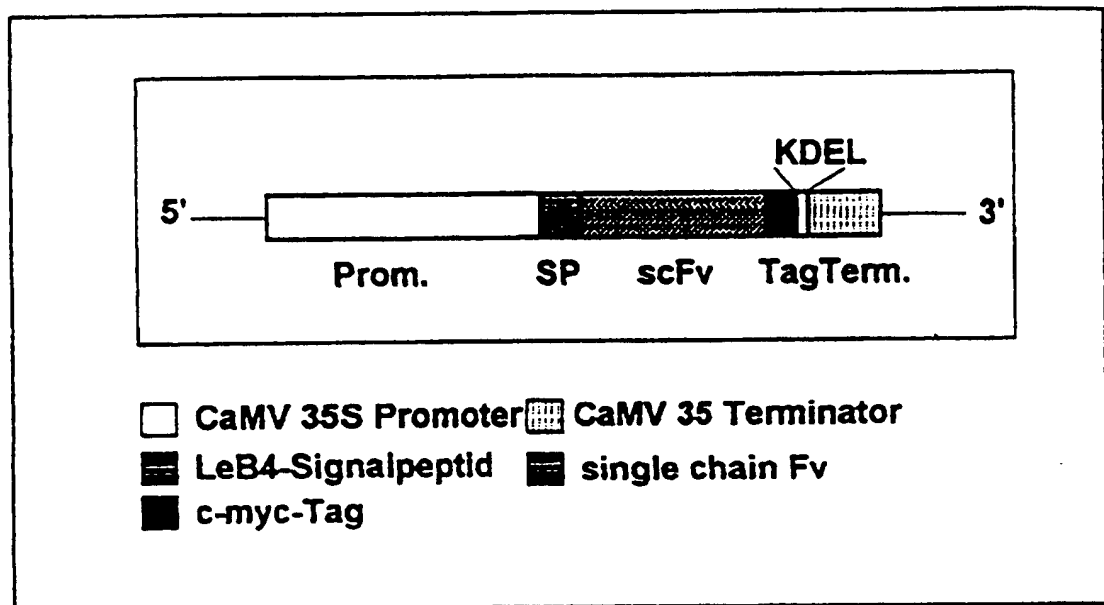 KDEL
5' 3'
Prom. SP scFv TagTerm.
CaMV 35S Promoter CaMV 35 Terminator
LeB4-Signalpeptid single chain Fv
c-myc-Tag